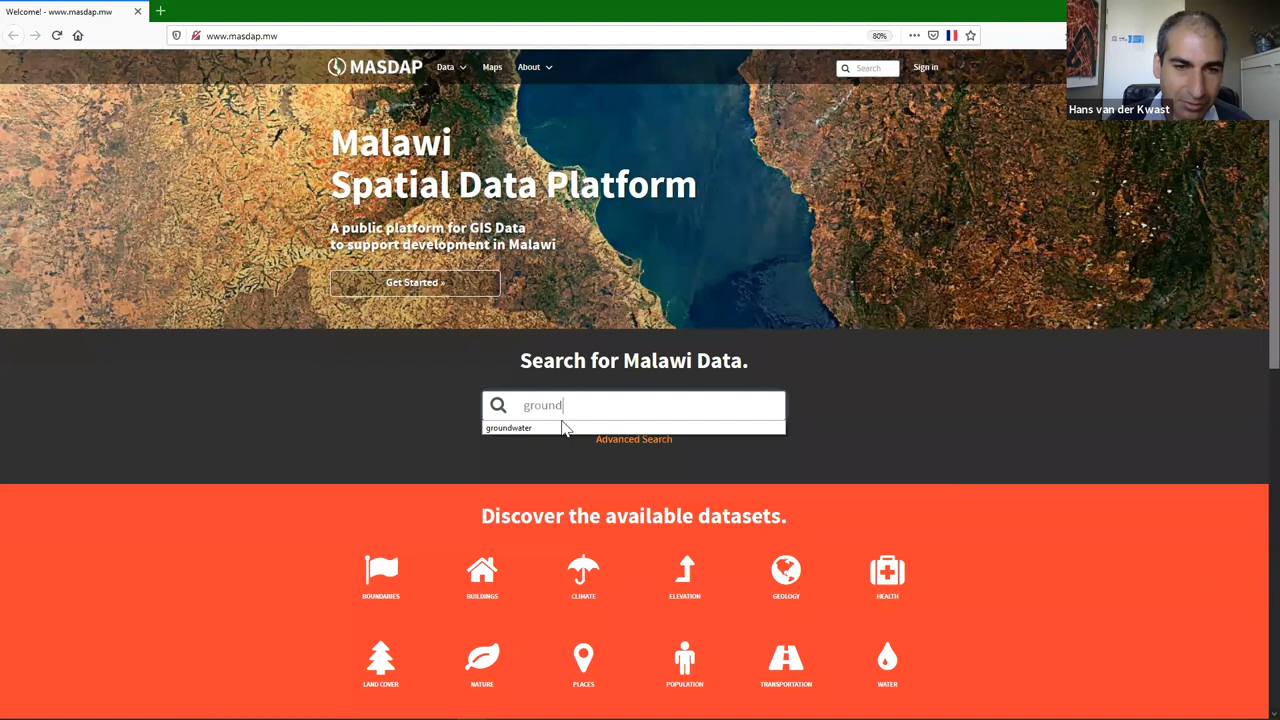 Welcome! - www.masdap.mw
www.masdap.mw
80%
MASDAP
Data
Maps
About
Search
Sign in
Hans van der Kwast
Malawi
Spatial Data Platform
A public platform for GIS Data
to support development in Malawi
Get Started »
Search for Malawi Data.
ground
groundwater
Advanced Search
Discover the available datasets.
BOUNDARIES
BUILDINGS
CLIMATE
ELEVATION
GEOLOGY
HEALTH
LAND COVER
NATURE
PLACES
POPULATION
TRANSPORTATION
WATER